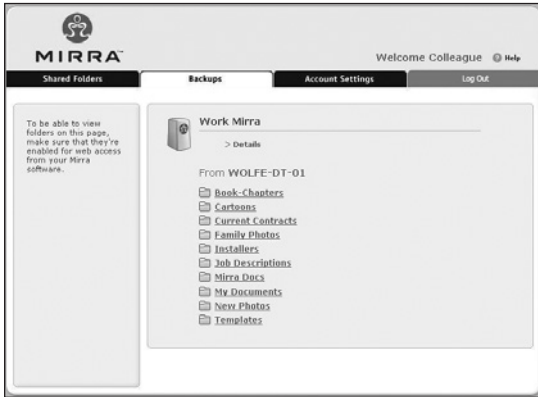 MIRRA™
Welcome Colleague Help
Shared Folders Backups Account Settings Log Out
To be able to view
folders on this page,
make sure that they're
enabled for web access
from your Mirra
software.
Work Mirra
> Details
From WOLFE-DT-01
Book-Chapters
Cartoons
Current Contracts
Family Photos
Installers
Job Descriptions
Mirra Docs
My Documents
New Photos
Templates